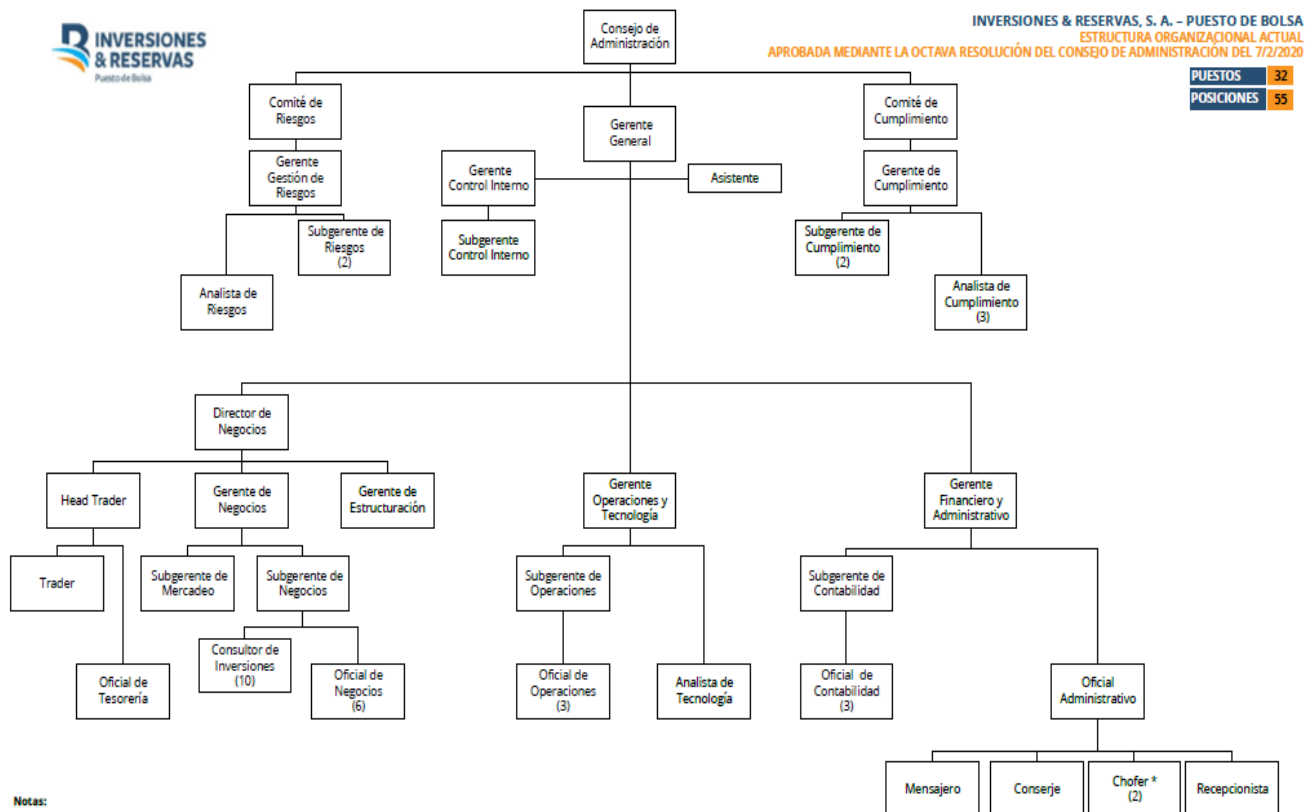 INVERSIONES
& RESERVAS
Puesto de Bolsa
INVERSIONES & RESERVAS, S. A. – PUESTO DE BOLSA
ESTRUCTURA ORGANIZACIONAL ACTUAL
APROBADA MEDIANTE LA OCTAVA RESOLUCIÓN DEL CONSEJO DE ADMINISTRACIÓN DEL 7/2/2020
PUESTOS 32
POSICIONES 55
Consejo de
Administración
Comité de
Riesgos
Gerente
General
Comité de
Cumplimiento
Gerente
Gestión de
Riesgos
Gerente
Control Interno
Asistente
Gerente de
Cumplimiento
Subgerente de
Riesgos
(2)
Subgerente
Control Interno
Subgerente de
Cumplimiento
(2)
Analista de
Riesgos
Analista de
Cumplimiento
(3)
Director de
Negocios
Head Trader
Gerente de
Negocios
Gerente de
Estructuración
Gerente
Operaciones y
Tecnología
Gerente
Financiero y
Administrativo
Trader
Subgerente de
Mercadeo
Subgerente de
Negocios
Subgerente de
Operaciones
Subgerente de
Contabilidad
Oficial de
Tesorería
Consultor de
Inversiones
(10)
Oficial de
Negocios
(6)
Oficial de
Operaciones
(3)
Analista de
Tecnología
Oficial de
Contabilidad
(3)
Oficial
Administrativo
Mensajero
Conserje
Chofer *
(2)
Recepcionista
Notas: